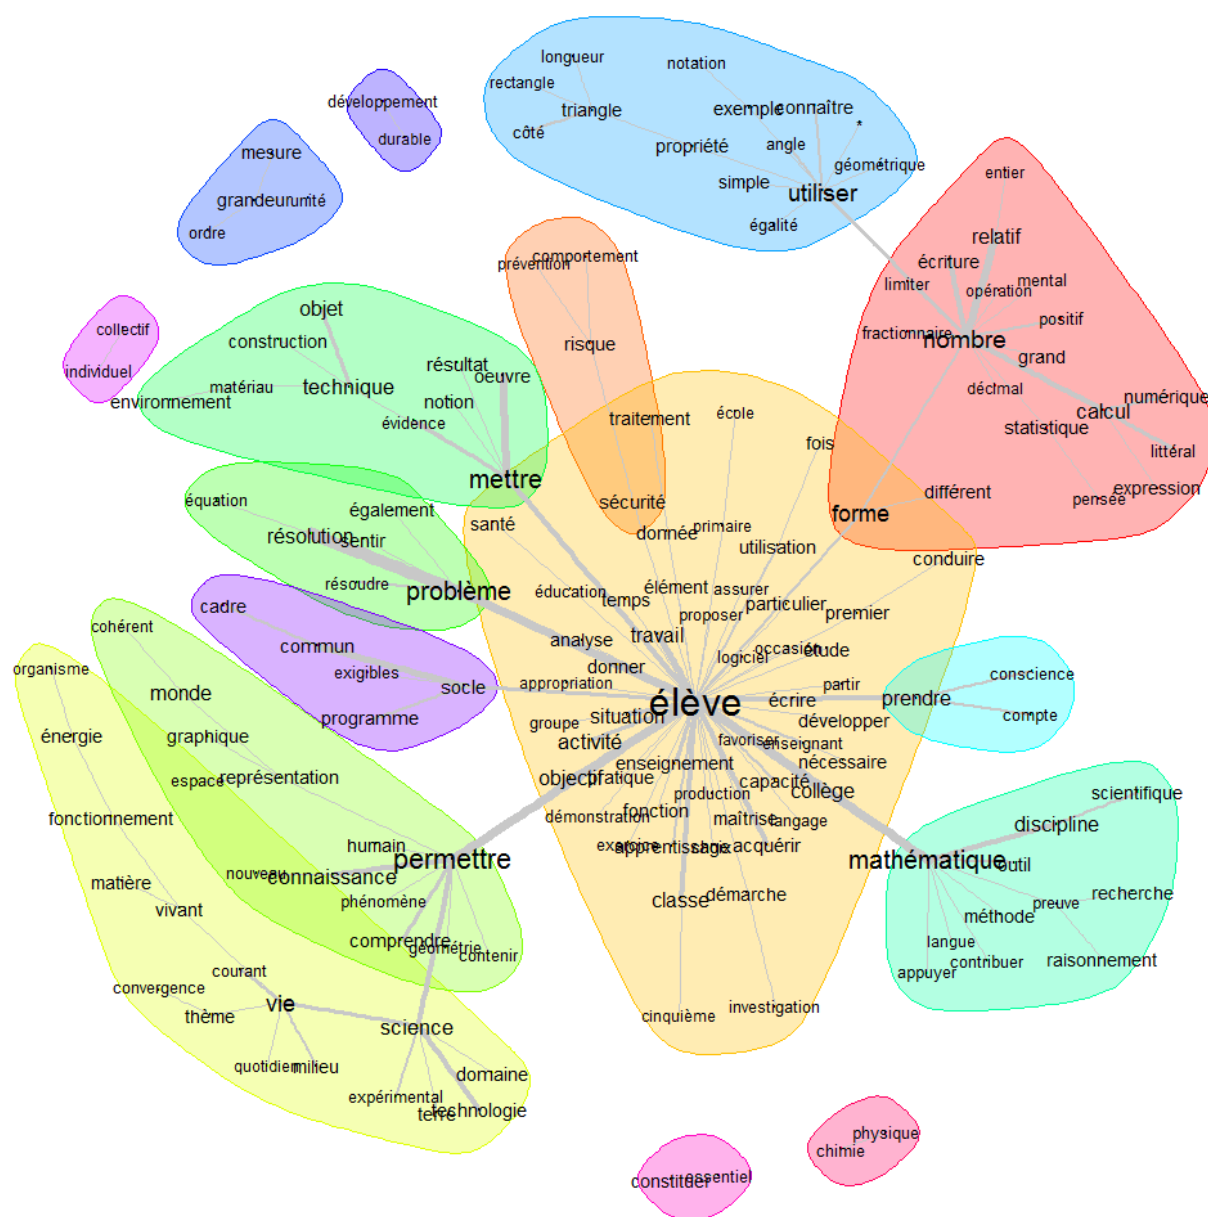 longueur
notation
rectangle
triangle
exemple
connaître
*
côté
propriété
angle
géométrique
simple
utiliser
égalité
développement
durable
mesure
grandeur
unité
ordre
collectif
individuel
entier
relatif
écriture
limiter
opération
mental
positif
fractionnaire
nombre
grand
décimal
calcul
numérique
statistique
littéral
pensée
expression
différent
forme
prévention
comportement
risque
traitement
sécurité
objet
construction
technique
matériau
environnement
résultat
oeuvre
notion
évidence
mettre
équation
également
résolution
sentir
résoudre
problème
cadre
commun
exigibles
socle
programme
cohérent
monde
graphique
espace
représentation
humain
permettre
nouveau
connaissance
phénomène
comprendre
géométrie
contenir
organisme
énergie
fonctionnement
matière
vivant
courant
convergence
vie
thème
science
quotidien
milieu
domaine
expérimental
terre
technologie
école
fois
santé
donnée
primaire
utilisation
conduire
éducation
temps
élément
assurer
proposer
particulier
premier
travail
analyse
donner
logiciel
occasion
étude
appropriation
partir
élève
écrire
groupe
situation
développer
activité
favoriser
enseignant
enseignement
nécessaire
objectif
pratique
capacité
collège
production
démonstration
fonction
maîtrise
langage
exercice
apprentissage
choix
acquérir
classe
démarche
cinquième
investigation
prendre
conscience
compte
scientifique
discipline
mathématique
outil
recherche
preuve
méthode
langue
contribuer
appuyer
raisonnement
physique
chimie
constituer
essentiel